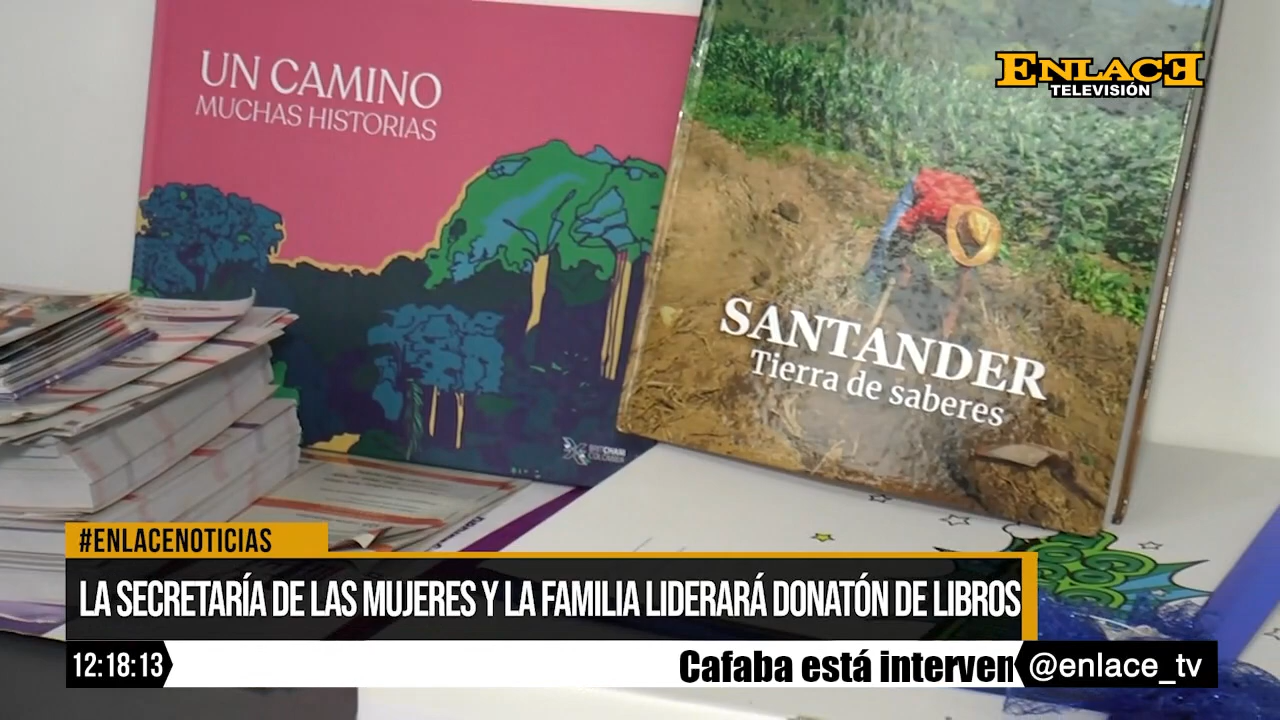 UN CAMINO
MUCHAS HISTORIAS
ENLACE
TELEVISIÓN
SANTANDER
Tierra de saberes
#ENLACENOTICIAS
LA SECRETARÍA DE LAS MUJERES Y LA FAMILIA LIDERARÁ DONATÓN DE LIBROS
12:18:13
Cafaba está interven
@enlace_tv